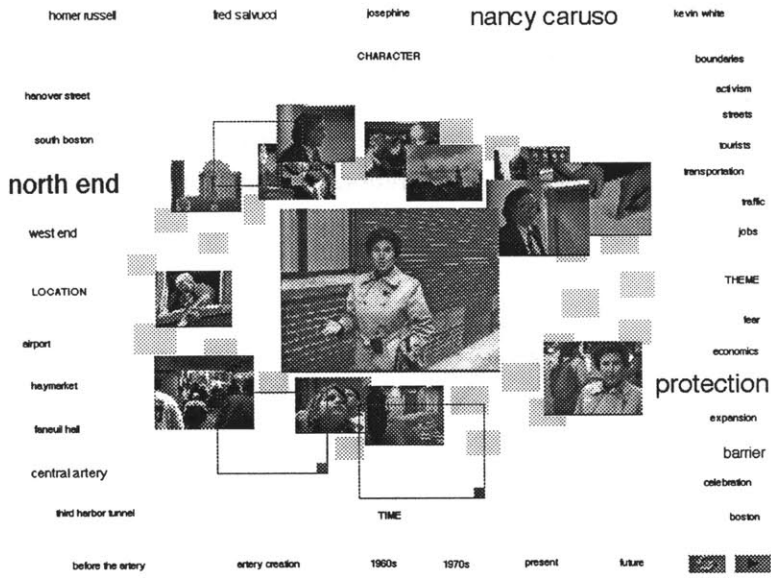 homer russell
fred salvucci
josephine
nancy caruso
kevin white
CHARACTER
boundaries
hanover street
activism
streets
south boston
tourists
transportation
north end
traffic
west end
jobs
LOCATION
THEME
fear
airport
economics
haymarket
protection
expansion
faneuil hall
barrier
central artery
celebration
third harbor tunnel
TIME
boston
before the artery
artery creation
1960s
1970s
present
future